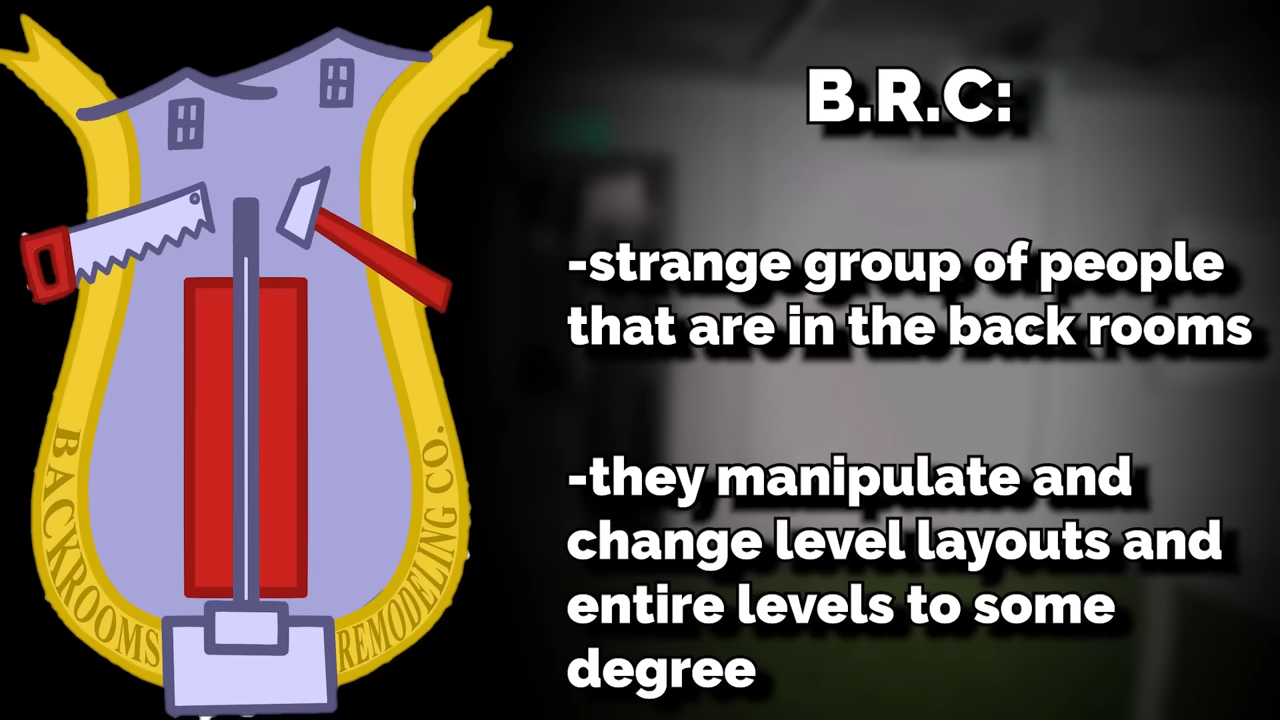 B.R.C:
-strange group of people
that are in the back rooms
-they manipulate and
change level layouts and
entire levels to some
degree
BACKROOMS
REMODELING CO.